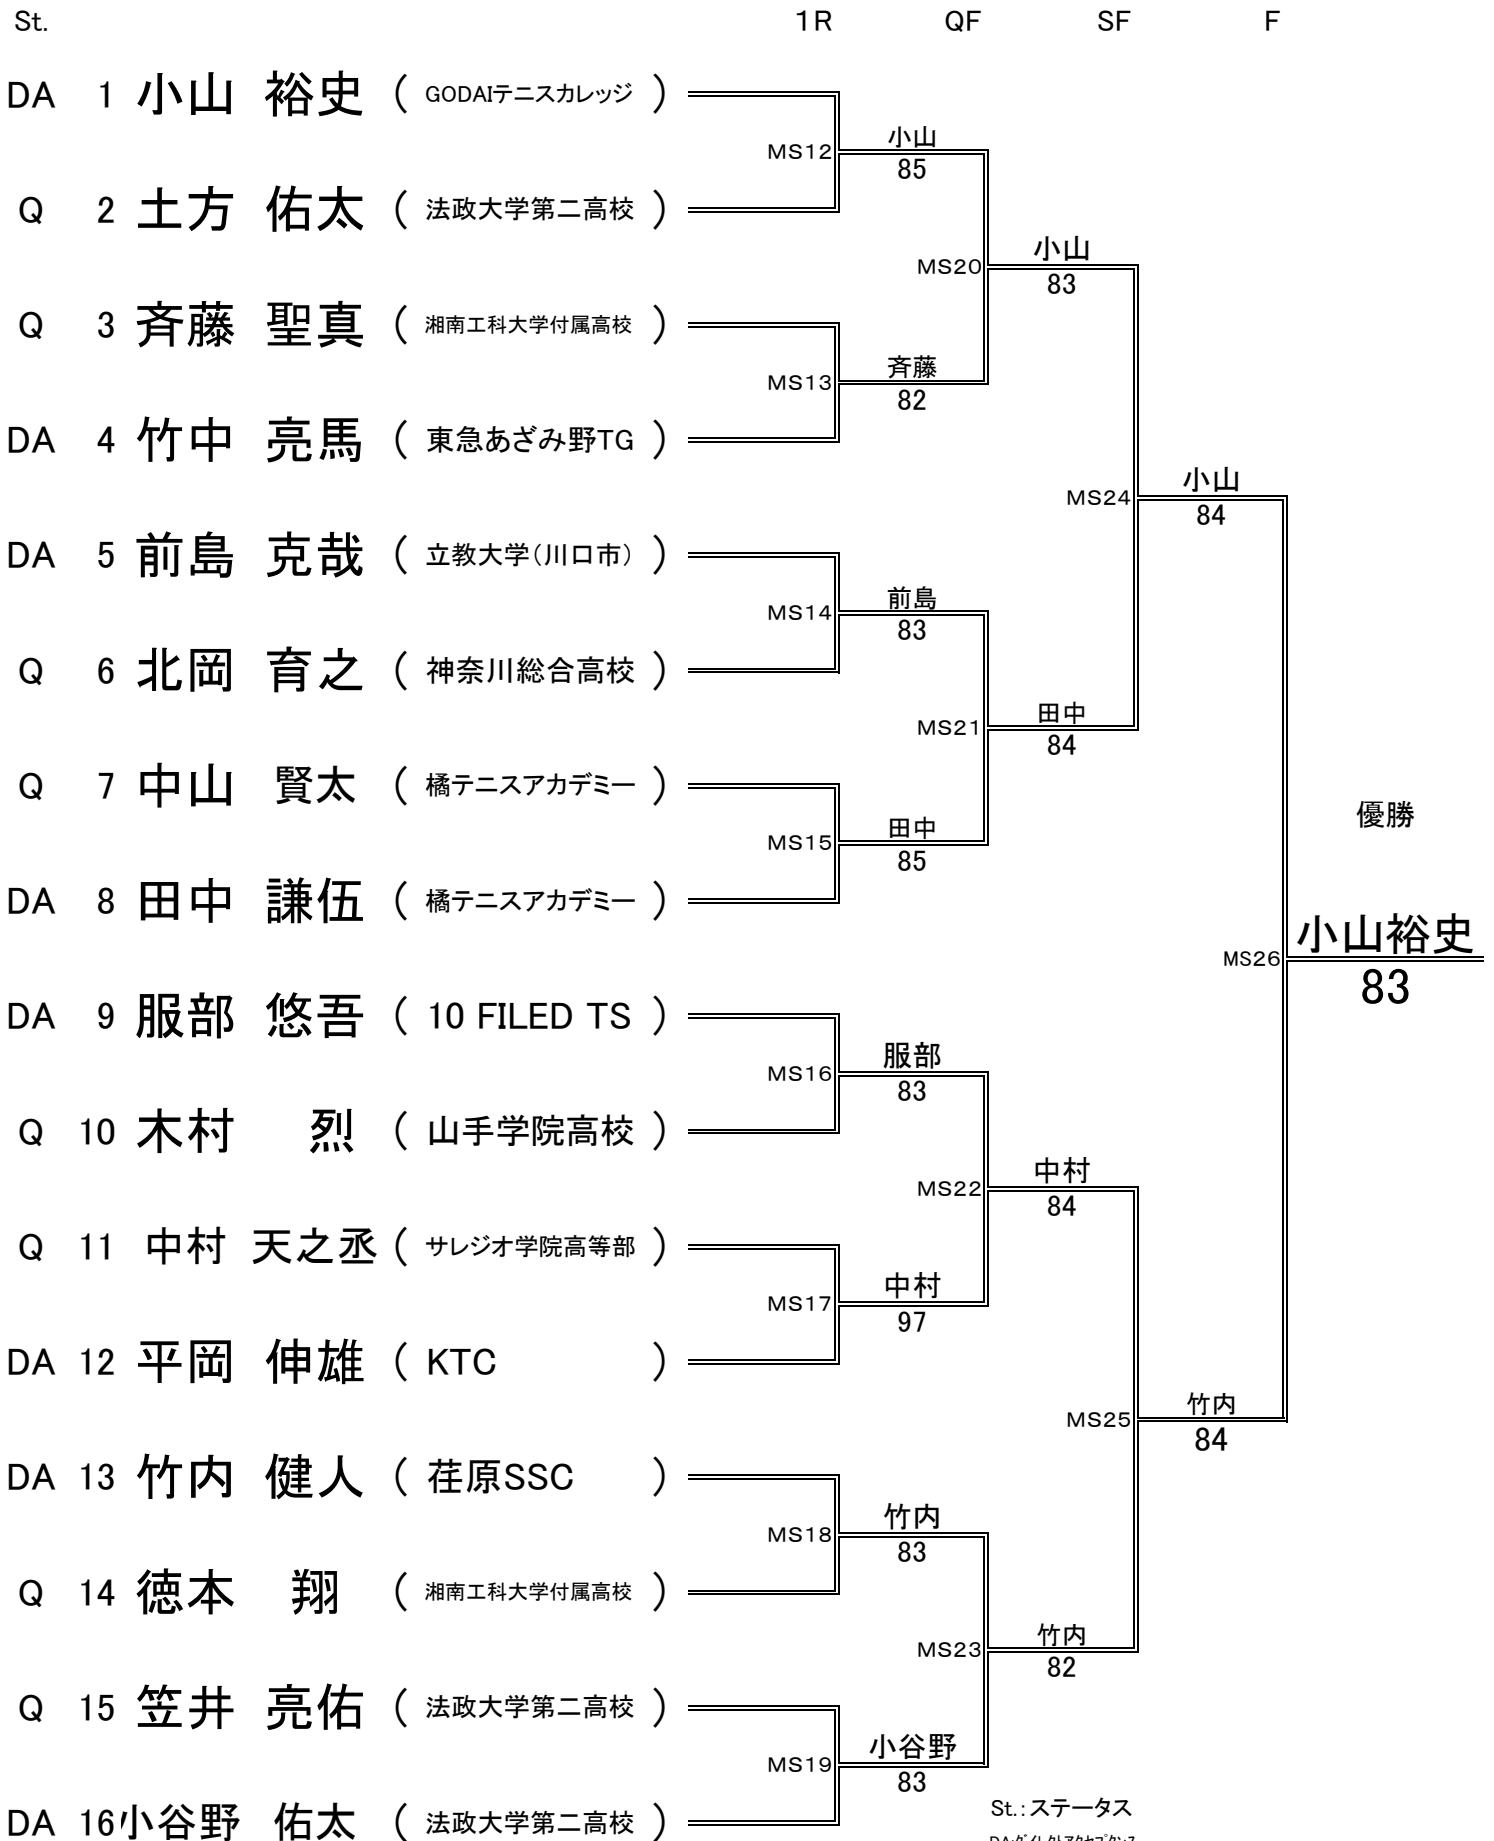 St. 1R QF SF F
DA 1 小山 裕史 ( GODAIテニスカレッジ )
小山
MS12
85
Q 2 土方 佑太 ( 法政大学第二高校 )
小山
MS20
83
Q 3 斉藤 聖真 ( 湘南工科大学付属高校 )
斉藤
MS13
82
DA 4 竹中 亮馬 ( 東急あざみ野TG )
小山
MS24
84
DA 5 前島 克哉 ( 立教大学(川口市) )
前島
MS14
83
Q 6 北岡 育之 ( 神奈川総合高校 )
田中
MS21
84
Q 7 中山 賢太 ( 橘テニスアカデミー )
優勝
田中
MS15
85
DA 8 田中 謙伍 ( 橘テニスアカデミー )
小山裕史
MS26
83
DA 9 服部 悠吾 ( 10 FILED TS )
服部
MS16
83
Q 10 木村 烈 ( 山手学院高校 )
中村
MS22
84
Q 11 中村 天之丞 ( サレジオ学院高等部 )
中村
MS17
97
DA 12 平岡 伸雄 ( KTC )
竹内
MS25
84
DA 13 竹内 健人 ( 荏原SSC )
竹内
MS18
83
Q 14 徳本 翔 ( 湘南工科大学付属高校 )
竹内
MS23
82
Q 15 笠井 亮佑 ( 法政大学第二高校 )
小谷野
MS19
83
St.:ステータス
DA 16 小谷野 佑太 ( 法政大学第二高校 )